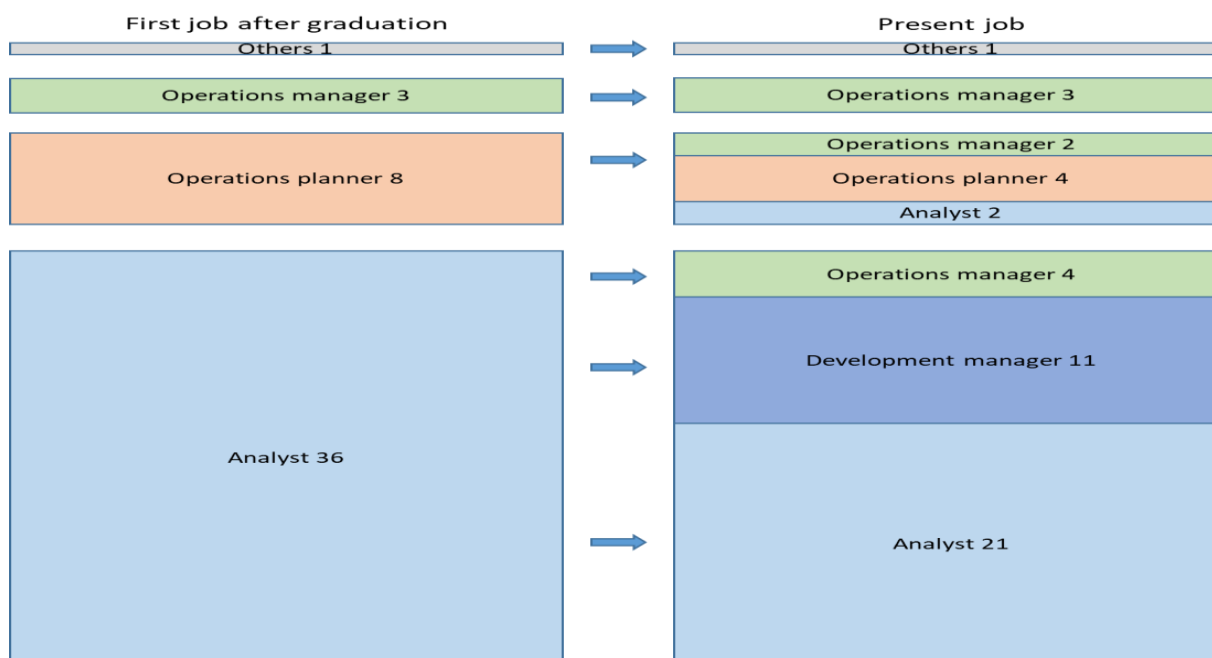 First job after graduation
Present job
Others 1
Others 1
Operations manager 3
Operations manager 3
Operations planner 8
Operations manager 2
Operations planner 4
Analyst 2
Analyst 36
Operations manager 4
Development manager 11
Analyst 21